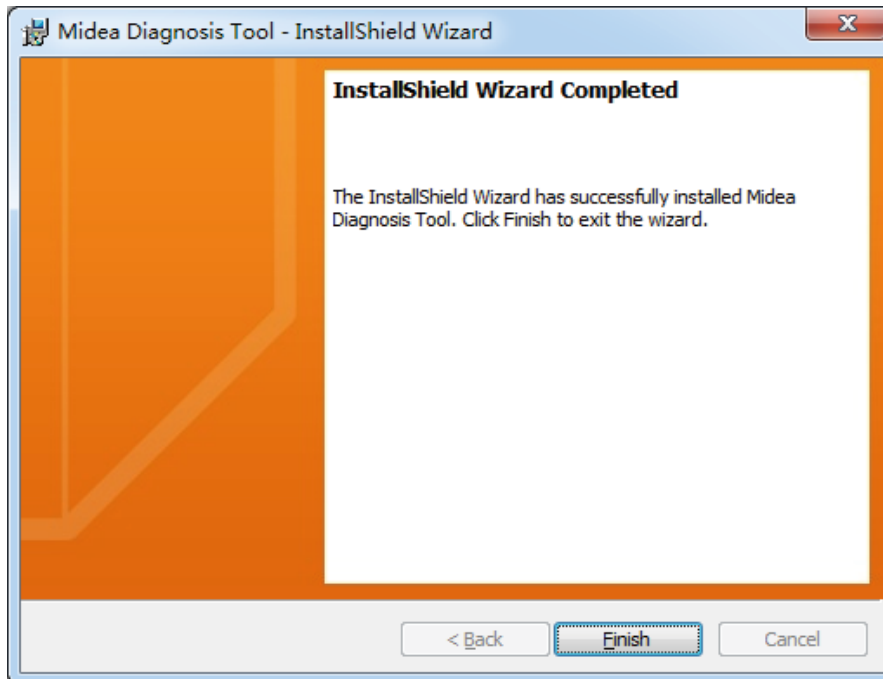 Midea Diagnosis Tool - InstallShield Wizard
X
InstallShield Wizard Completed
The InstallShield Wizard has successfully installed Midea
Diagnosis Tool. Click Finish to exit the wizard.
< Back Finish Cancel